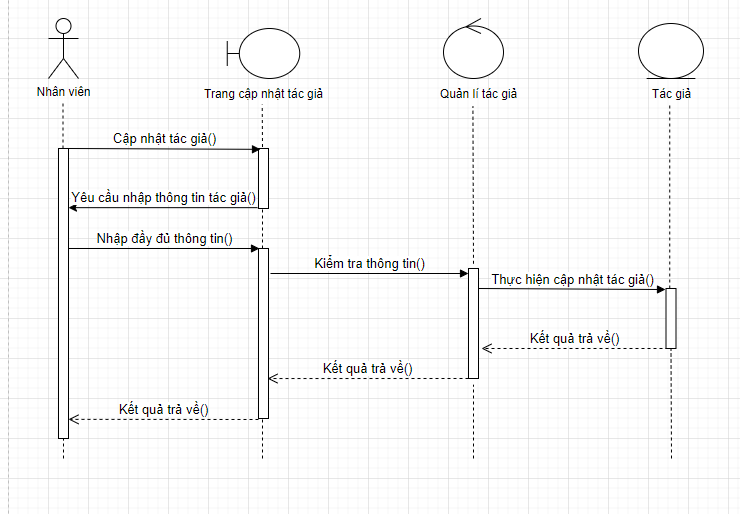 Nhân viên
Trang cập nhật tác giả
Quản lí tác giả
Tác giả
Cập nhật tác giả()
Yêu cầu nhập thông tin tác giả()
Nhập đầy đủ thông tin()
Kiểm tra thông tin()
Thực hiện cập nhật tác giả()
Kết quả trả về()
Kết quả trả về()
Kết quả trả về()